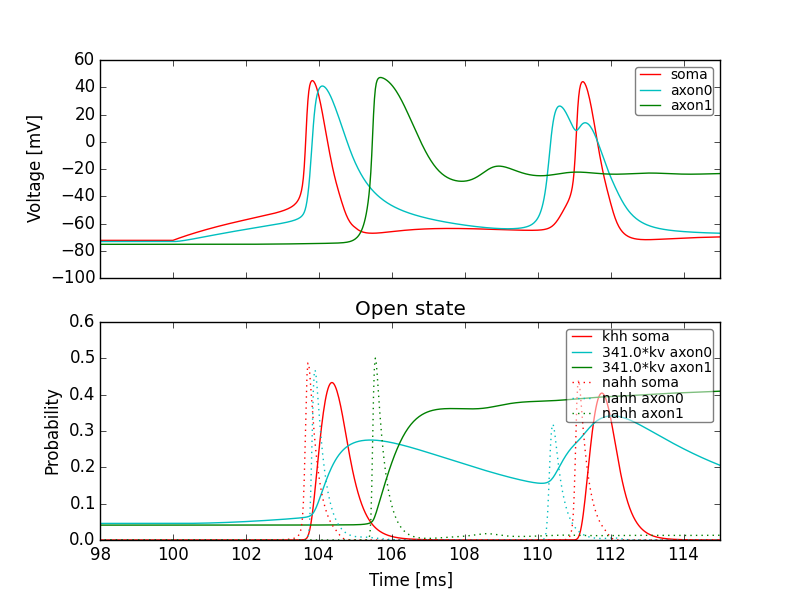 60
40
20
0
−20
−40
−60
−80
−100
Voltage [mV]
soma
axon0
axon1
Open state
0.6
0.5
0.4
0.3
0.2
0.1
0.0
Probability
khh soma
341.0*kv axon0
341.0*kv axon1
nahh soma
nahh axon0
nahh axon1
98 100 102 104 106 108 110 112 114
Time [ms]